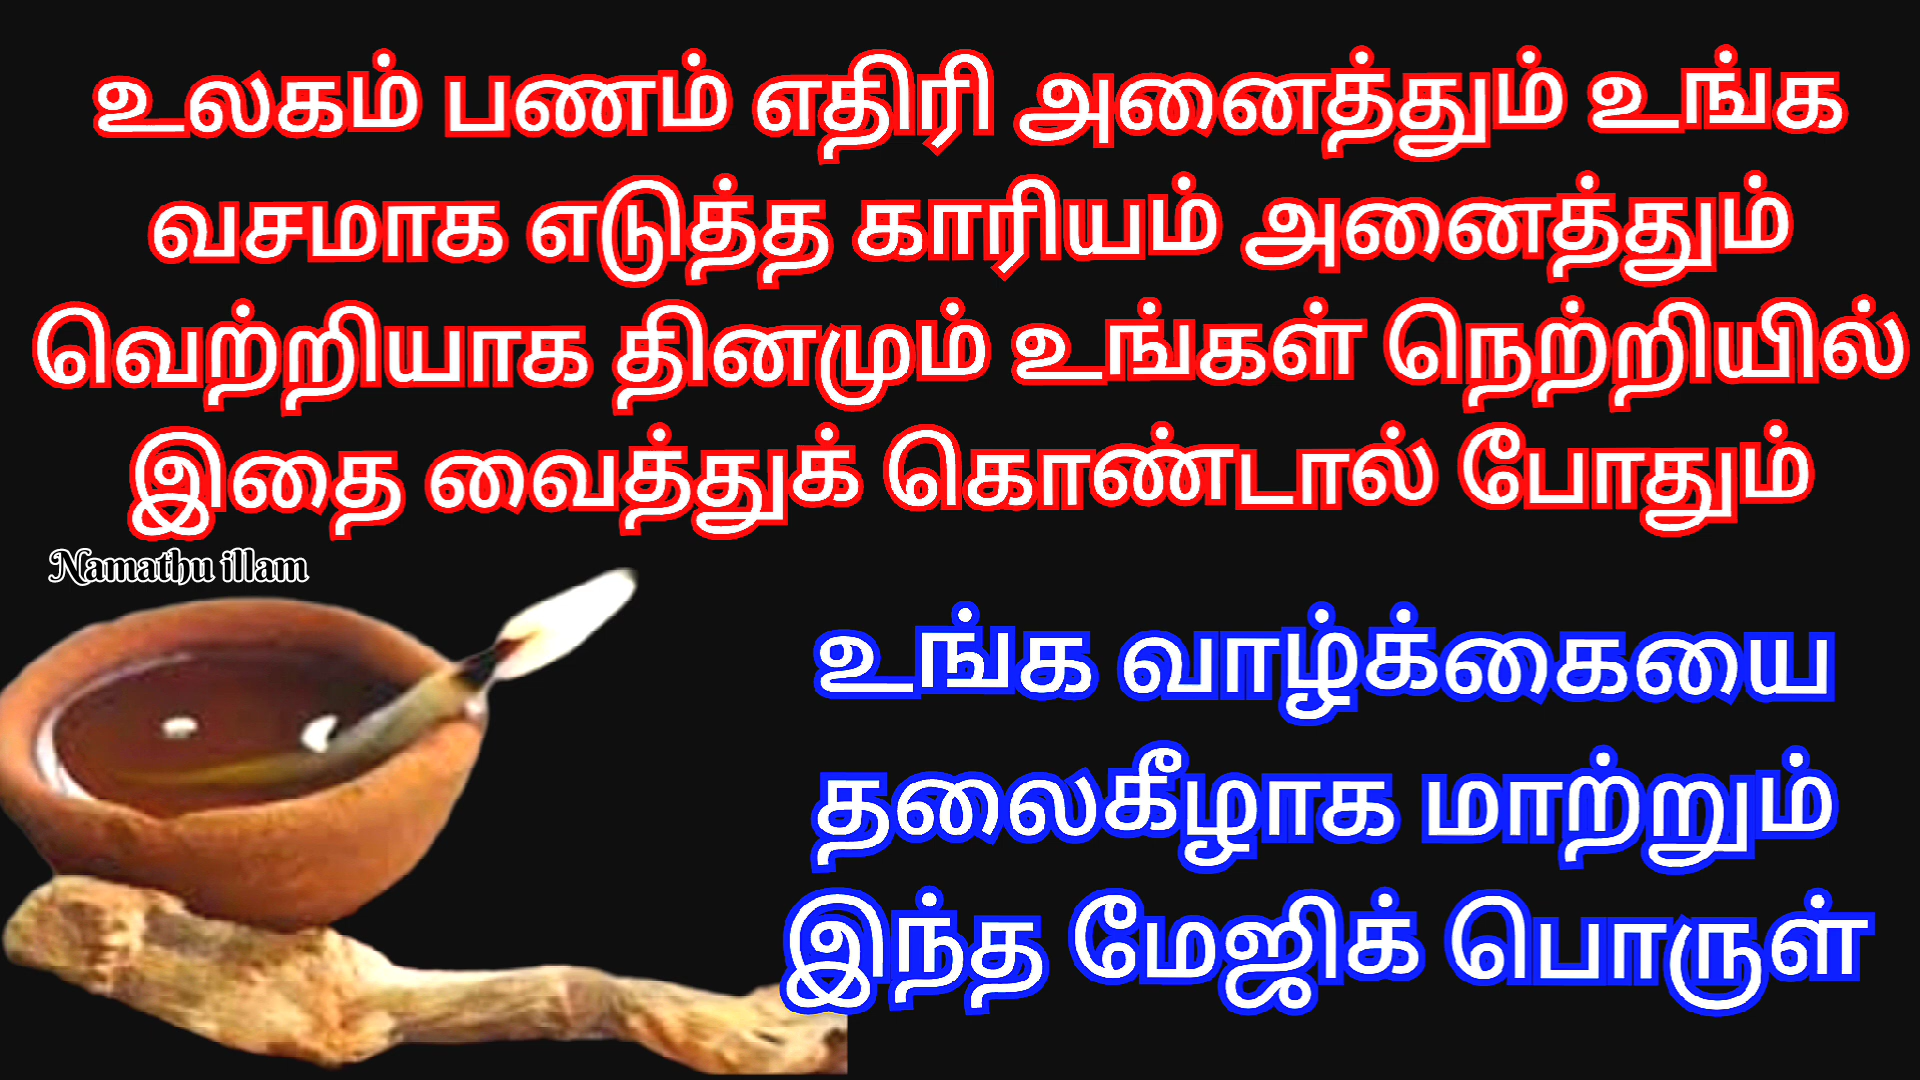 உலகம் பணம் எதிரி அனைத்தும் உங்க
வசமாக எடுத்த காரியம் அனைத்தும்
வெற்றியாக தினமும் உங்கள் நெற்றியில்
இதை வைத்துக் கொண்டால் போதும்
Namathu illam
உங்க வாழ்க்கையை
தலைகீழாக மாற்றும்
இந்த மேஜிக் பொருள்